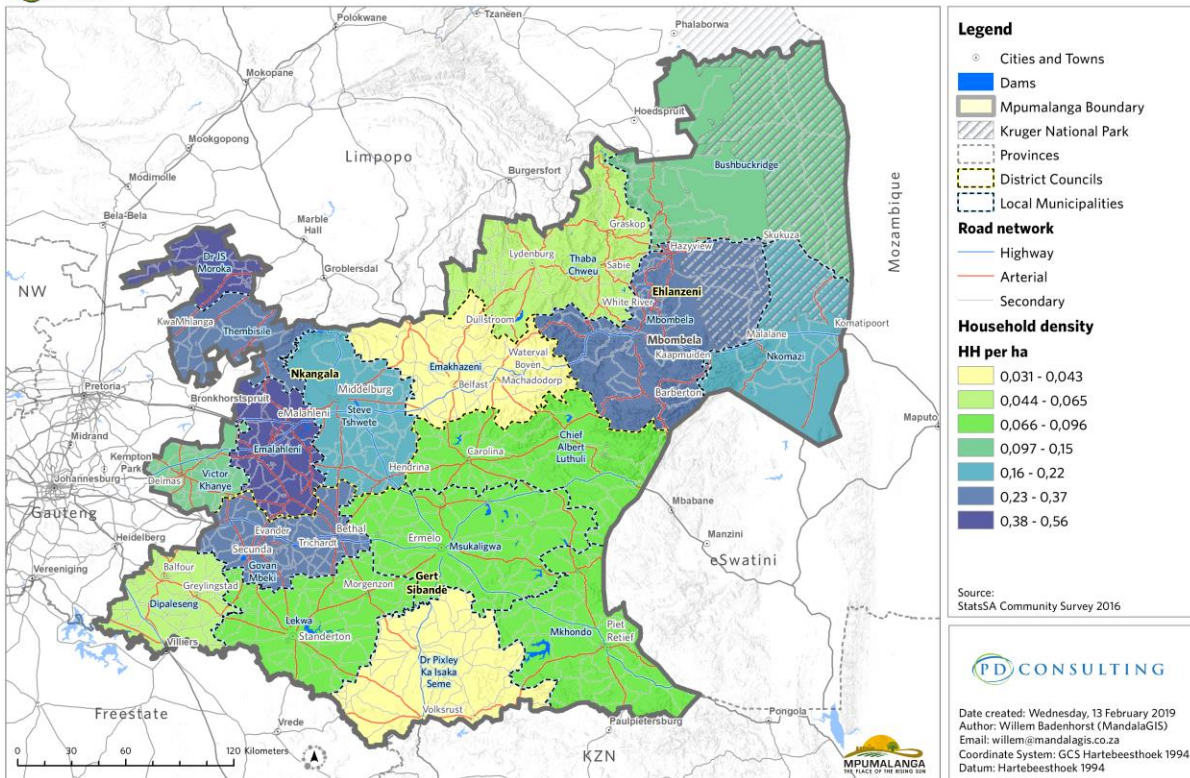 Polokwane
Tzaneen
Phalaborwa
Mokopane
Hoedspruit
Mookgopong
Limpopo
Modimolle
Burgersfort
Bushbuckridge
Bela-Bela
Marble
Hall
Graskop
Skukuza
Mozambique
Dr JS
Moroka
Groblersdal
Lydenburg
Thaba
Chweu
Hazyview
Sabie
NW
Ehlanzeni
KwaMhlanga
Thembisile
White River
Dullstroom
Mbombela
Malalane
Komatipoort
Mbombela
Kaapmuiden
Nkomazi
Nkangala
Waterval
Boven
Emakhazeni
Middelburg
Belfast
Machadodorp
Barberton
Pretoria
Bronkhorstspruit
eMalahleni
Steve
Tshwete
Maputo
Midrand
Kempton
Park
Emalahleni
Chief
Albert
Luthuli
Carolina
Johannesburg
Delmas
Victor
Khanye
Hendrina
Gauteng
Mbabane
Evander
Bethal
Ermelo
Msukaligwa
Manzini
Heidelberg
Secunda
Trichardt
eSwatini
Vereeniging
Balfour
Govan
Mbeki
Greylingstad
Morgenzon
Gert
Sibande
Dipaleseng
Lekwa
Standerton
Mkhondo
Piet
Retief
Villiers
Dr Pixley
Ka Isaka
Seme
Volksrust
Freestate
Vrede
Paulpietersburg
Pongola
KZN
0 30 60 120 Kilometers
MPUMALANGA
THE PLACE OF THE RISING SUN
Legend
Cities and Towns
Dams
Mpumalanga Boundary
Kruger National Park
Provinces
District Councils
Local Municipalities
Road network
Highway
Arterial
Secondary
Household density
HH per ha
0,031 - 0,043
0,044 - 0,065
0,066 - 0,096
0,097 - 0,15
0,16 - 0,22
0,23 - 0,37
0,38 - 0,56
Source:
StatsSA Community Survey 2016
PD CONSULTING
Date created: Wednesday, 13 February 2019
Author: Willem Badenhorst (MandalaGIS)
Email: willem@mandalagis.co.za
Coordinate System: GCS Hartebeesthoek 1994
Datum: Hartebeesthoek 1994